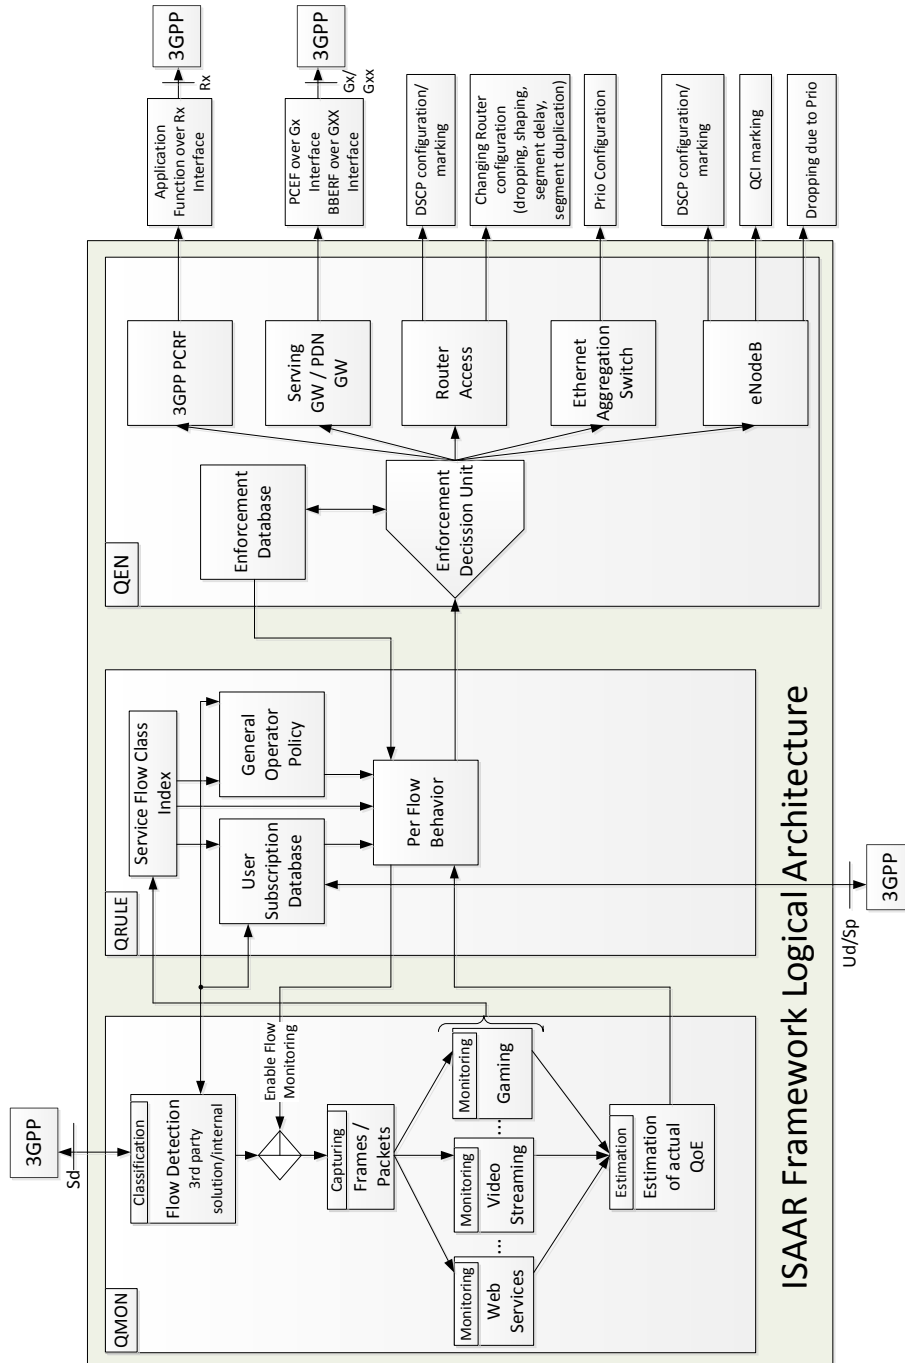 3GPP
Sd
QMON
Classification
Flow Detection
3rd party
solution/internal
Enable Flow
Monitoring
Capturing
Frames /
Packets
Monitoring
Web
Services
...
Monitoring
Video
Streaming
...
Monitoring
Gaming
Estimation
Estimation
of actual
QoE
QRULE
Service Flow Class
Index
User
Subscription
Database
General
Operator
Policy
Per Flow
Behavior
Ud/Sp
3GPP
QEN
Enforcement
Database
Enforcement
Decission Unit
3GPP PCRF
Serving
GW / PDN
GW
Router
Access
Ethernet
Aggregation
Switch
eNodeB
Application
Function over Rx
Interface
Rx
3GPP
PCEF over Gx
Interface
BBERF over GXX
Interface
Gx/
Gxx
3GPP
DSCP configuration/
marking
Changing Router
configuration
(dropping, shaping,
segment delay,
segment duplication)
Prio Configuration
DSCP configuration/
marking
QCI marking
Dropping due to Prio
ISAAR Framework Logical Architecture